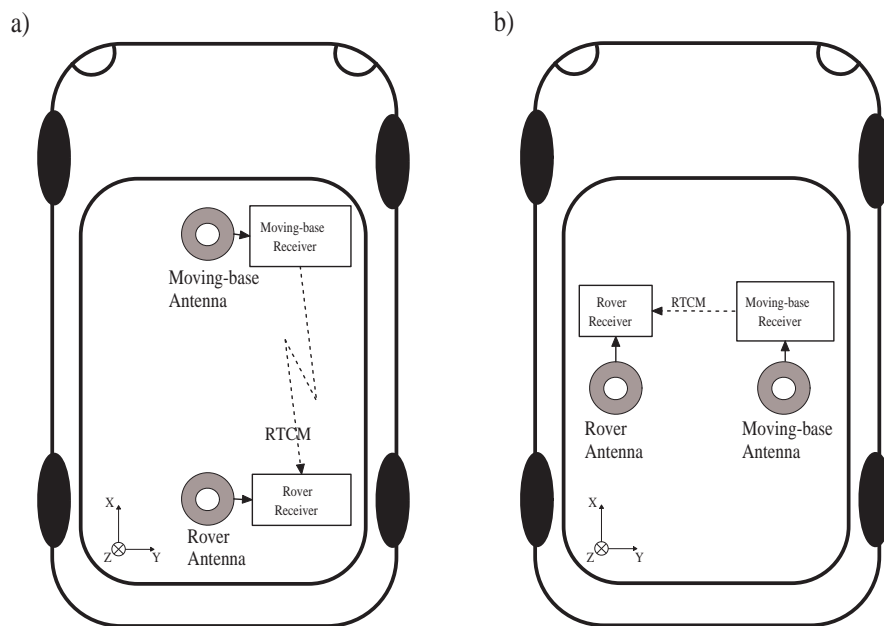 a)
Moving-base
Receiver
Moving-base
Antenna
RTCM
Rover
Receiver
Rover
Antenna
X
Z
Y
b)
Rover
Receiver
RTCM
Moving-base
Receiver
Rover
Antenna
Moving-base
Antenna
X
Z
Y